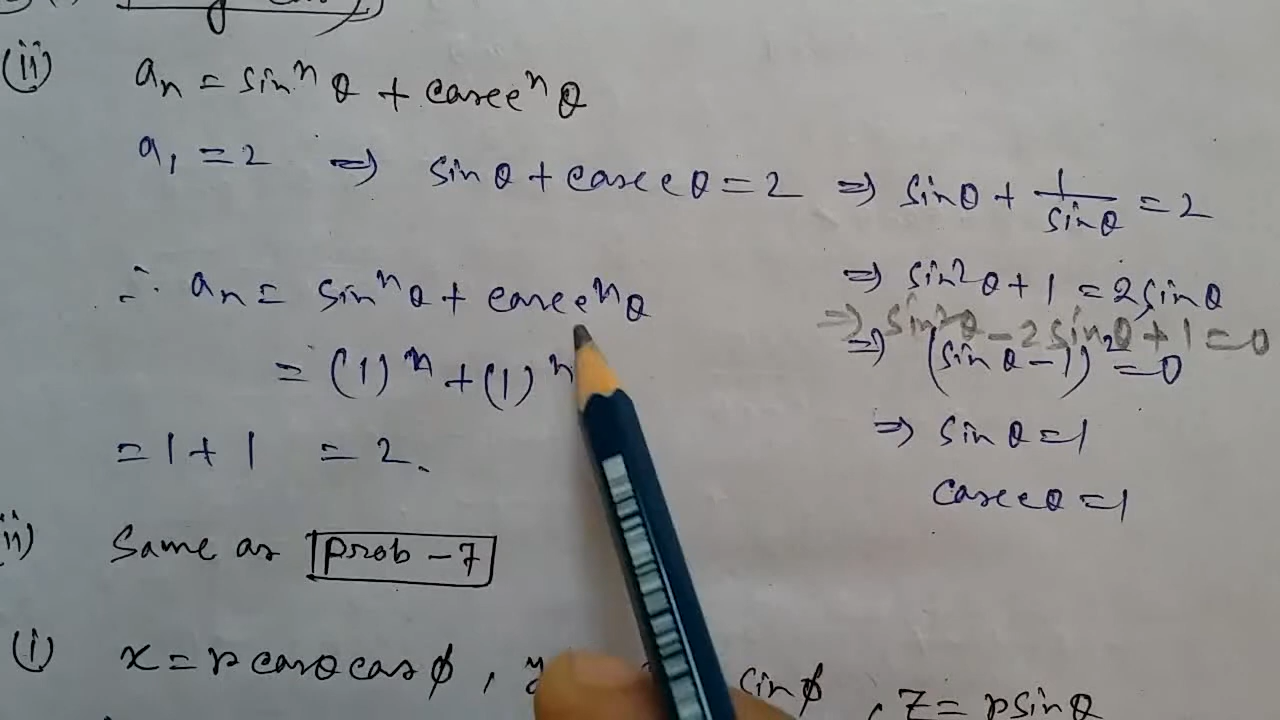 (ii) aₙ = sinⁿθ + cosecⁿθ
a₁ = 2 ⇒ sinθ + cosecθ = 2 ⇒ sinθ + 1/sinθ = 2
⇒ sin²θ + 1 = 2sinθ
⇒ sin²θ - 2sinθ + 1 = 0
⇒ (sinθ - 1)² = 0
⇒ sinθ = 1
cosecθ = 1
∴ aₙ = sinⁿθ + cosecⁿθ
= (1)ⁿ + (1)ⁿ
= 1 + 1 = 2.
ii) Same as prob - 7
(i) x = r cosθ cosφ, y sinφ, z = r sinθ